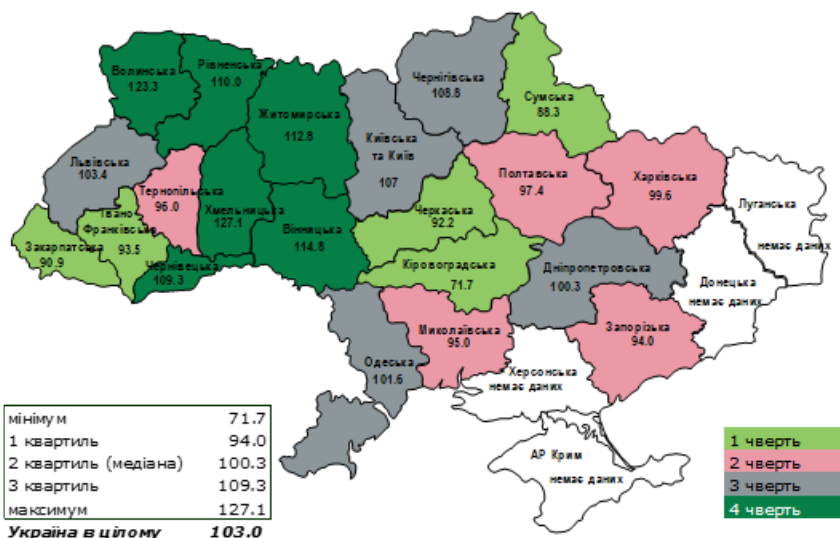 Волинська
123.3
Рівненська
110.0
Житомирська
112.8
Чернігівська
108.8
Сумська
88.3
Київська
та Київ
107
Львівська
103.4
Тернопільська
96.0
Хмельницька
127.1
Вінницька
114.8
Івано
Франківська
93.5
Закарпатська
90.9
Чернівецька
109.3
Черкаська
92.2
Полтавська
97.4
Харківська
99.6
Луганська
немає даних
Кіровоградська
71.7
Дніпропетровська
100.3
Донецька
немає даних
Миколаївська
95.0
Запорізька
94.0
Одеська
101.6
Херсонська
немає даних
АР Крим
немає даних
мінімум 71.7
1 квартиль 94.0
2 квартиль (медіана) 100.3
3 квартиль 109.3
максимум 127.1
Україна в цілому 103.0
1 чверть
2 чверть
3 чверть
4 чверть